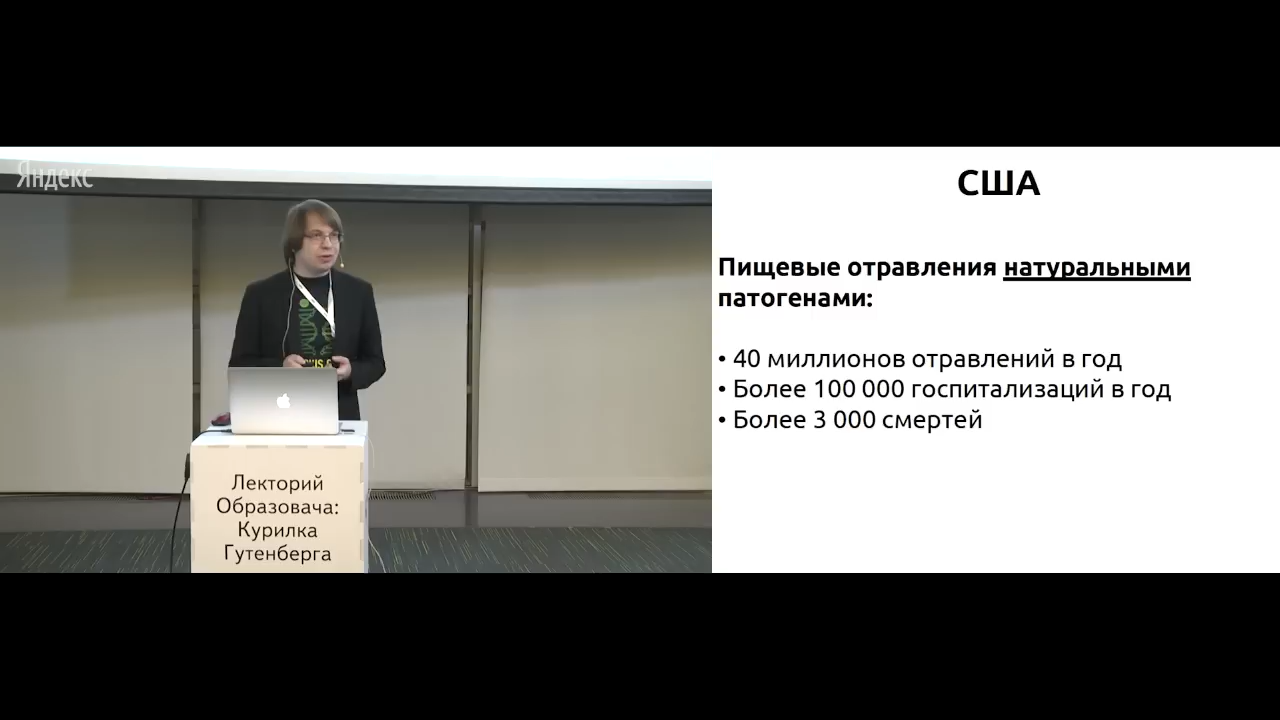 Яндекс
США
Пищевые отравления натуральными
патогенами:
• 40 миллионов отравлений в год
• Более 100 000 госпитализаций в год
• Более 3 000 смертей
Лекторий
Образовача:
Курилка
Гутенберга